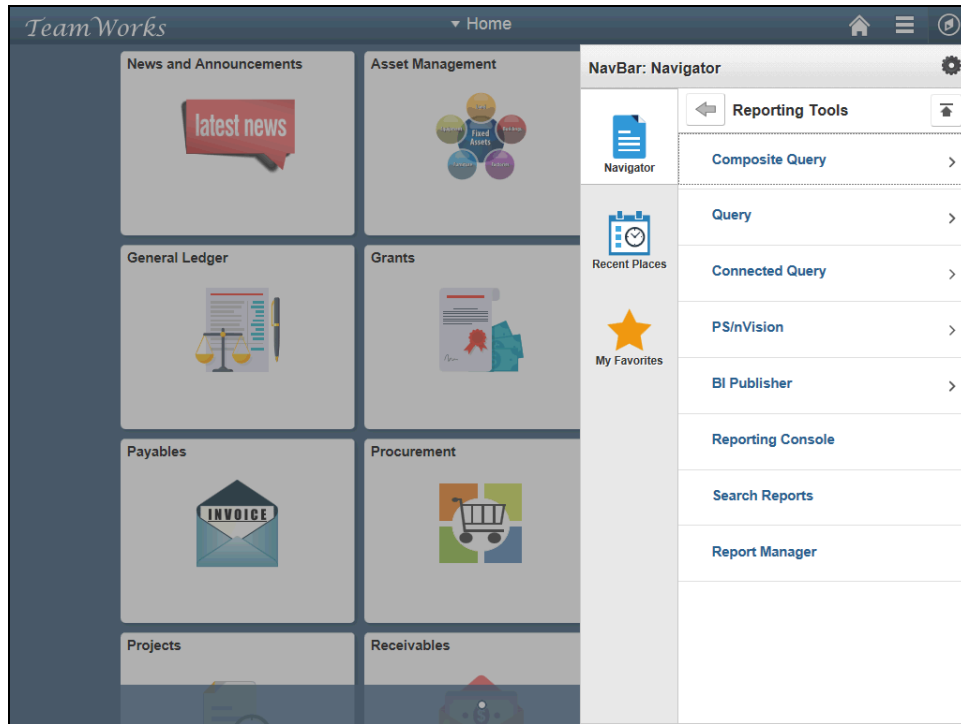 TeamWorks
Home
News and Announcements
latest news
Asset Management
Fixed
Assets
General Ledger
Grants
Payables
INVOICE
Procurement
Projects
Receivables
NavBar: Navigator
Navigator
Recent Places
My Favorites
Reporting Tools
Composite Query
Query
Connected Query
PS/nVision
BI Publisher
Reporting Console
Search Reports
Report Manager